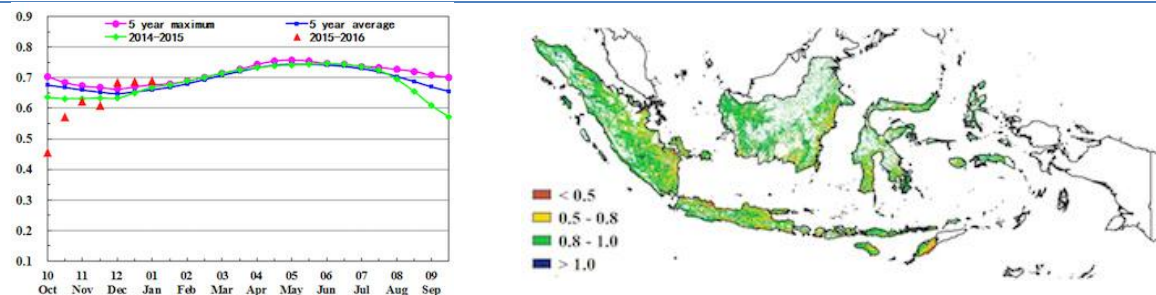 0.9
0.8
0.7
0.6
0.5
0.4
0.3
0.2
0.1
5 year maximum
5 year average
2014-2015
2015-2016
10 11 12 01 02 03 04 05 06 07 08 09
Oct Nov Dec Jan Feb Mar Apr May Jun Jul Aug Sep
< 0.5
0.5 - 0.8
0.8 - 1.0
> 1.0